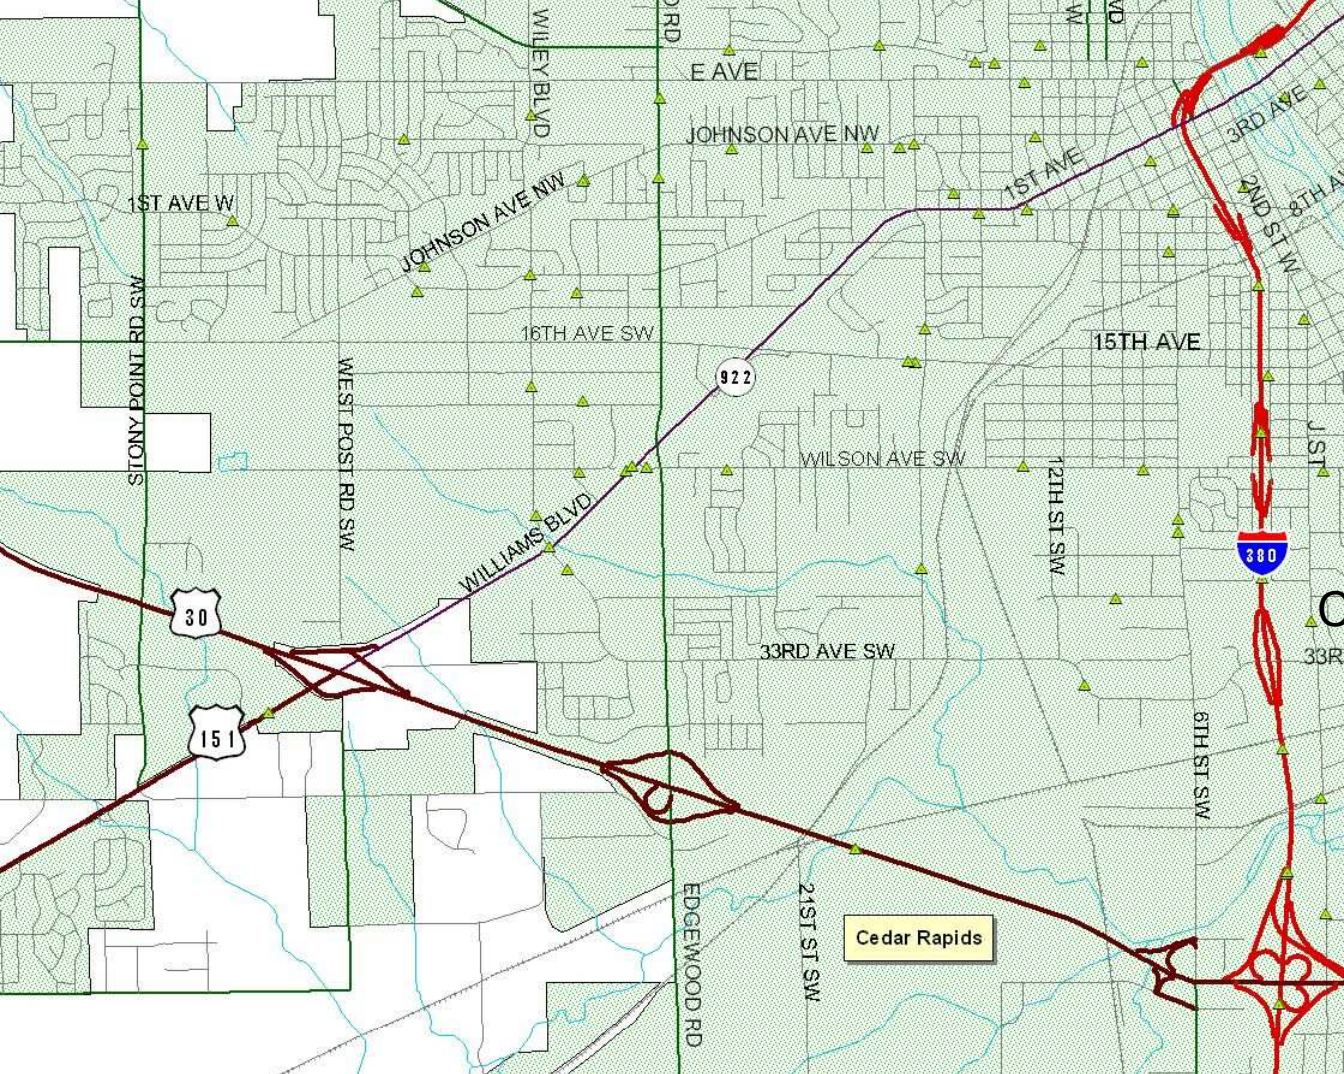 WILEY BLVD
E AVE
JOHNSON AVE NW
3RD AVE
1ST AVE
1ST AVE W
JOHNSON AVE NW
2ND ST W
8TH AV
STONY POINT RD SW
16TH AVE SW
15TH AVE
922
WEST POST RD SW
J ST
WILSON AVE SW
12TH ST SW
WILLIAMS BLVD
380
30
33RD AVE SW
33R
151
6TH ST SW
EDGEWOOD RD
21ST ST SW
Cedar Rapids